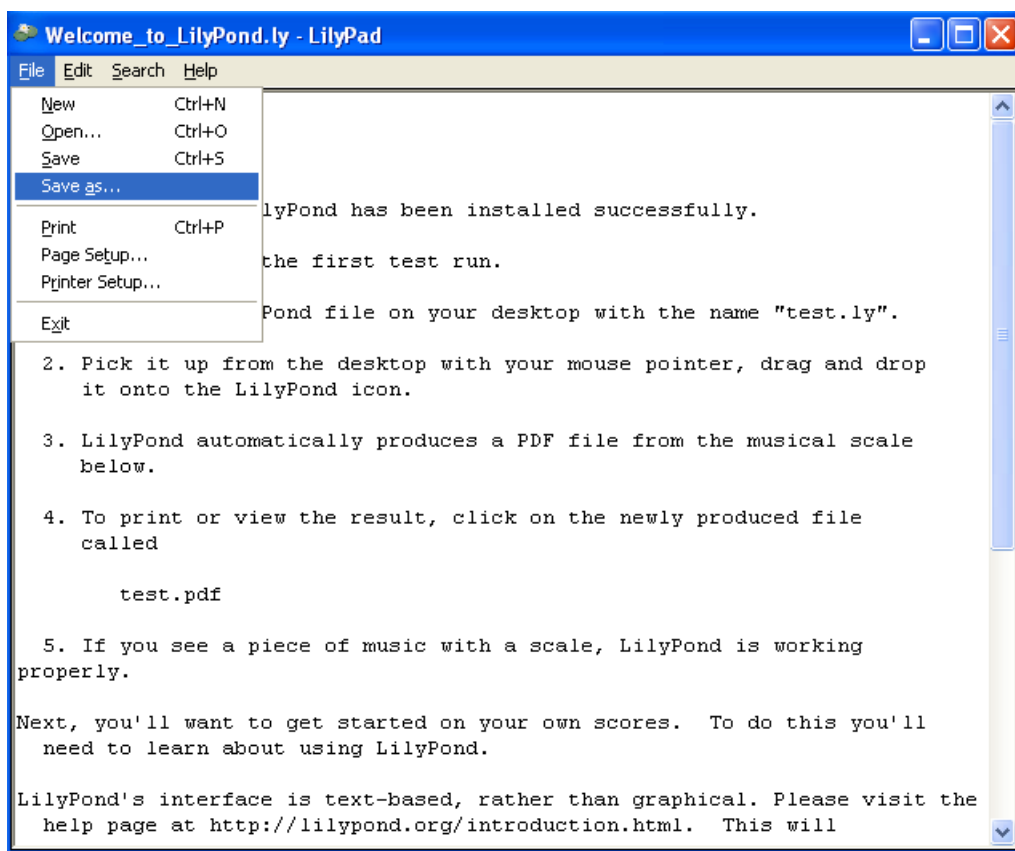 Welcome_to_LilyPond.ly - LilyPad
File Edit Search Help
New Ctrl+N
Open... Ctrl+O
Save Ctrl+S
Save as...
Print Ctrl+P
Page Setup...
Printer Setup...
Exit
lyPond has been installed successfully.
the first test run.
Pond file on your desktop with the name "test.ly".
2. Pick it up from the desktop with your mouse pointer, drag and drop
it onto the LilyPond icon.
3. LilyPond automatically produces a PDF file from the musical scale
below.
4. To print or view the result, click on the newly produced file
called
test.pdf
5. If you see a piece of music with a scale, LilyPond is working
properly.
Next, you'll want to get started on your own scores.  To do this you'll
need to learn about using LilyPond.
LilyPond's interface is text-based, rather than graphical. Please visit the
help page at http://lilypond.org/introduction.html.  This will